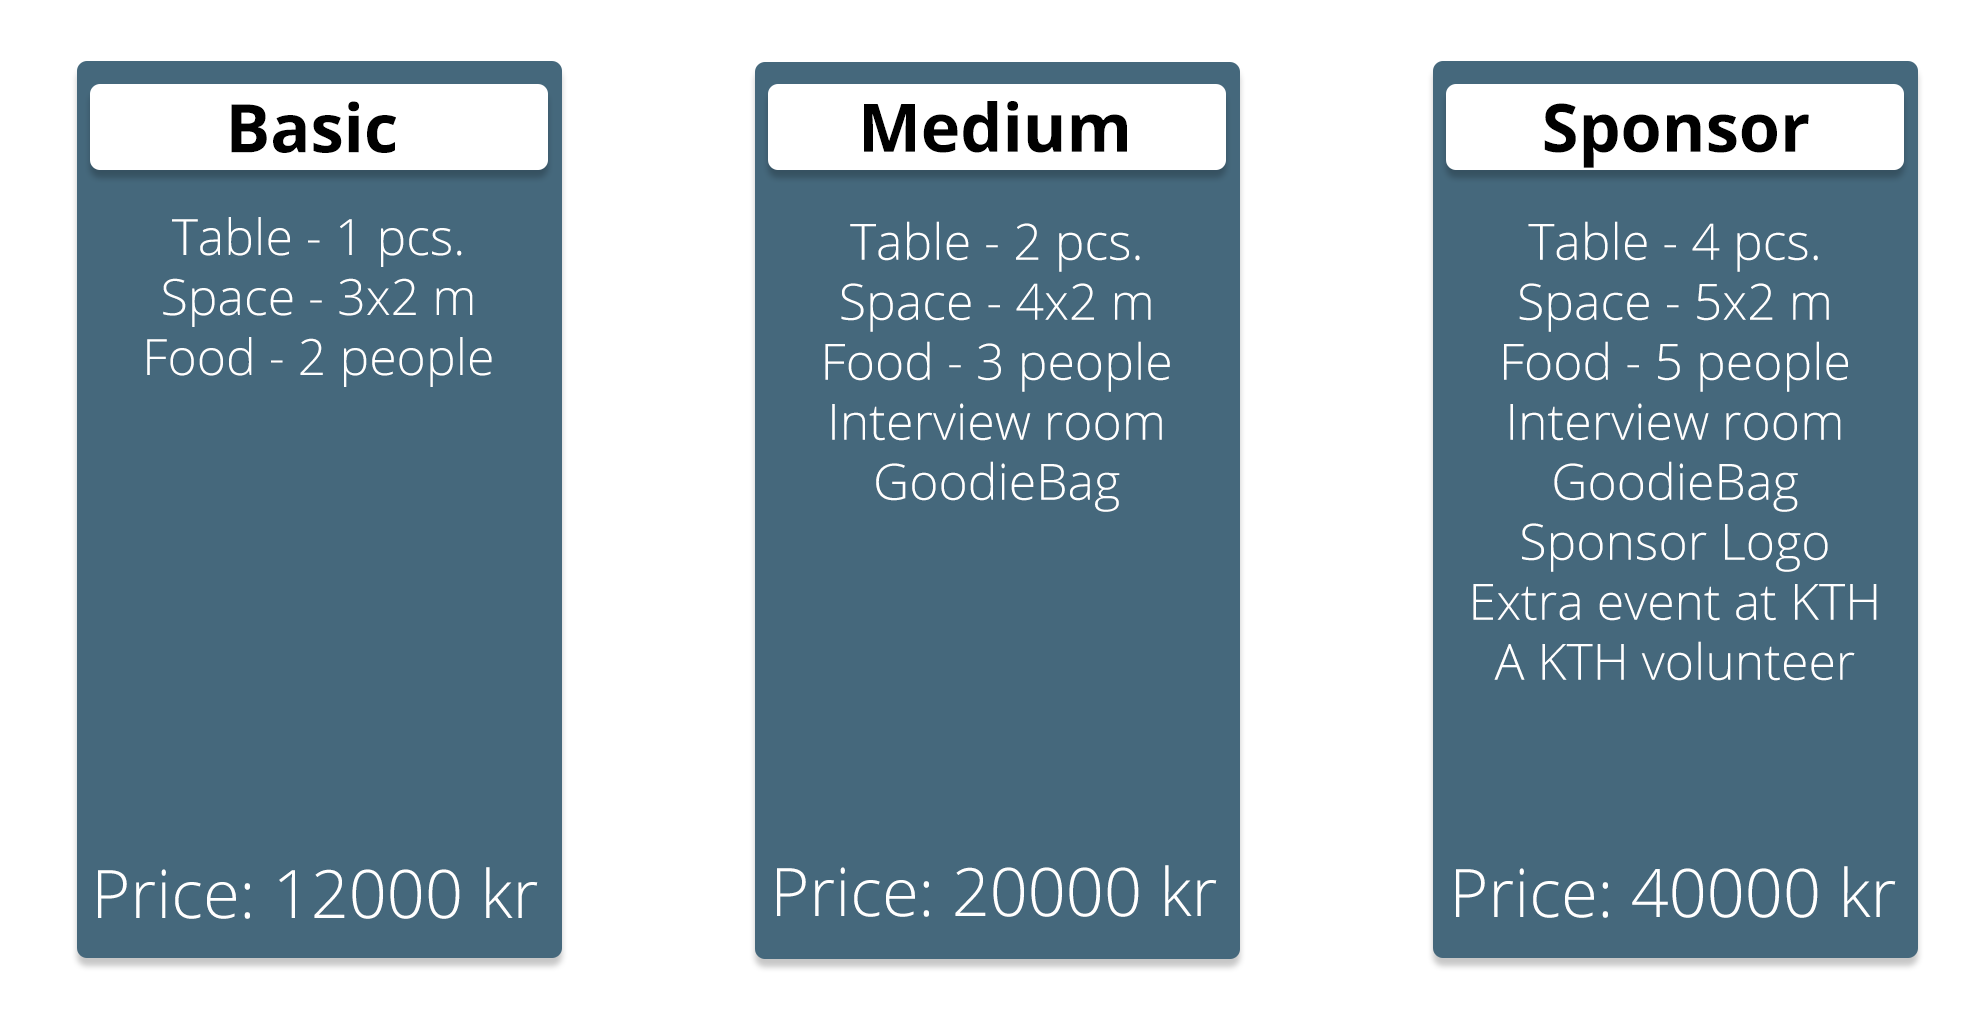 Basic
Table - 1 pcs.
Space - 3x2 m
Food - 2 people
Price: 12000 kr
Medium
Table - 2 pcs.
Space - 4x2 m
Food - 3 people
Interview room
GoodieBag
Price: 20000 kr
Sponsor
Table - 4 pcs.
Space - 5x2 m
Food - 5 people
Interview room
GoodieBag
Sponsor Logo
Extra event at KTH
A KTH volunteer
Price: 40000 kr